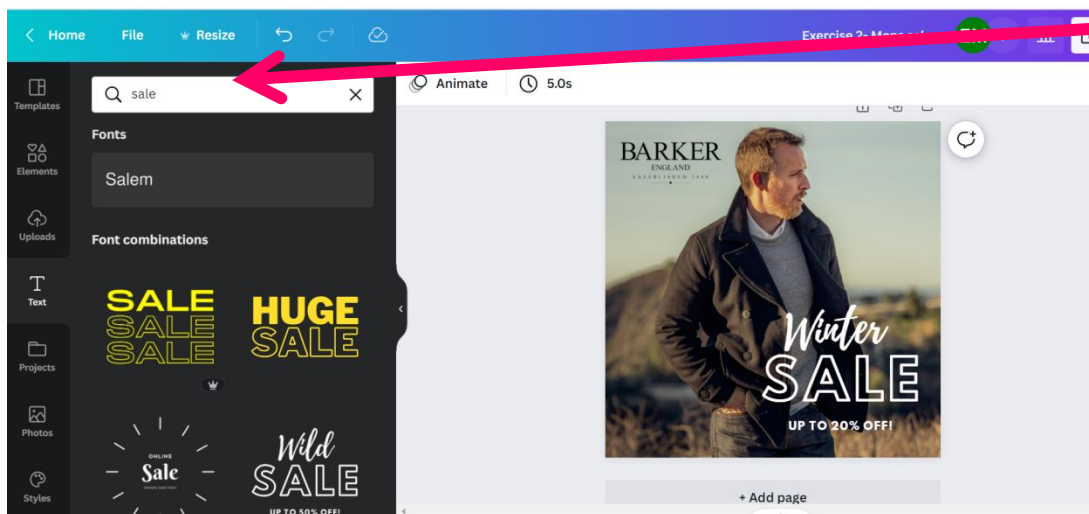 Home File Resize
Exercise 2-
Templates
Elements
Uploads
Text
Projects
Photos
Styles
sale
Fonts
Salem
Font combinations
SALE
SALE
SALE
HUGE
SALE
ONLINE
Sale
Wild
SALE
UP TO 50% OFF!
Animate 5.0s
BARKER
ENGLAND
ESTABLISHED 1880
Winter
SALE
UP TO 20% OFF!
+ Add page